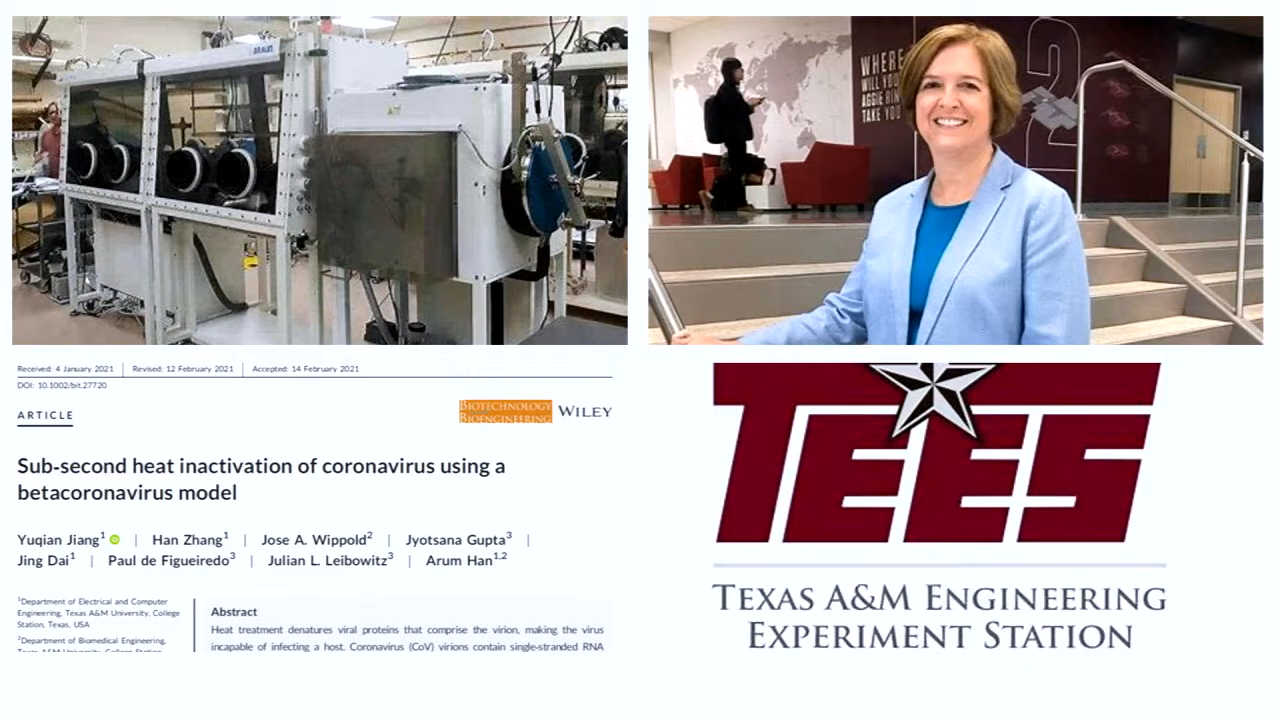 BRAUN
WHERE
WILL YOUR
AGGIE RING
TAKE YOU
2
Received: 4 January 2021 | Revised: 12 February 2021 | Accepted: 14 February 2021
DOI: 10.1002/bit.27720
ARTICLE
BIOTECHNOLOGY
BIOENGINEERING WILEY
Sub-second heat inactivation of coronavirus using a
betacoronavirus model
Yuqian Jiang1 | Han Zhang1 | Jose A. Wippold2 | Jyotsana Gupta3 |
Jing Dai1 | Paul de Figueiredo3 | Julian L. Leibowitz3 | Arum Han1,2
1Department of Electrical and Computer
Engineering, Texas A&M University, College
Station, Texas, USA
2Department of Biomedical Engineering,
Texas A&M University, College Station,
Abstract
Heat treatment denatures viral proteins that comprise the virion, making the virus
incapable of infecting a host. Coronavirus (CoV) virions contain single-stranded RNA
TEES
TEXAS A&M ENGINEERING
EXPERIMENT STATION